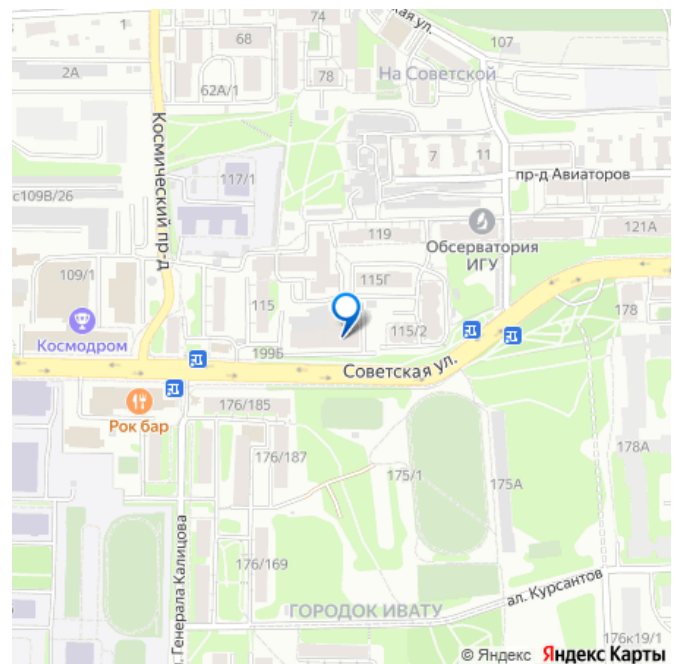 74
ская ул.
1
68
107
2А
78
На Советской
62А/1
Космический пр-д
7
11
117/1
пр-д Авиаторов
с109В/26
119
121А
Обсерватория
ИГУ
109/1
115Г
115
178
115/2
Космодром
199б
Советская ул.
176/185
Рок бар
178А
176/187
175/1
175А
. Генерала Калицова
176/169
ал. Курсантов
ГОРОДОК ИВАТУ
176к19/1
© Яндекс Яндекс Карты